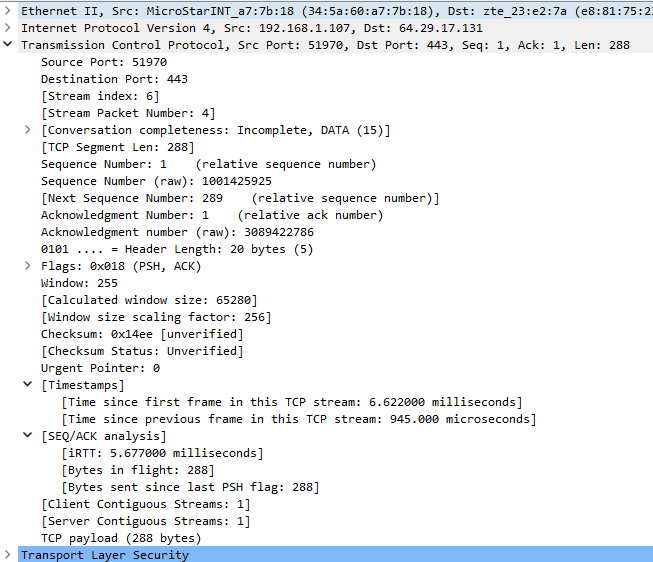 Ethernet II, Src: MicroStarINT_a7:7b:18 (34:5a:60:a7:7b:18), Dst: zte_23:e2:7a (e8:81:75:2
Internet Protocol Version 4, Src: 192.168.1.107, Dst: 64.29.17.131
Transmission Control Protocol, Src Port: 51970, Dst Port: 443, Seq: 1, Ack: 1, Len: 288
Source Port: 51970
Destination Port: 443
[Stream index: 6]
[Stream Packet Number: 4]
[Conversation completeness: Incomplete, DATA (15)]
[TCP Segment Len: 288]
Sequence Number: 1    (relative sequence number)
Sequence Number (raw): 1001425925
[Next Sequence Number: 289    (relative sequence number)]
Acknowledgment Number: 1    (relative ack number)
Acknowledgment number (raw): 3089422786
0101 .... = Header Length: 20 bytes (5)
Flags: 0x018 (PSH, ACK)
Window: 255
[Calculated window size: 65280]
[Window size scaling factor: 256]
Checksum: 0x14ee [unverified]
[Checksum Status: Unverified]
Urgent Pointer: 0
[Timestamps]
[Time since first frame in this TCP stream: 6.622000 milliseconds]
[Time since previous frame in this TCP stream: 945.000 microseconds]
[SEQ/ACK analysis]
[iRTT: 5.677000 milliseconds]
[Bytes in flight: 288]
[Bytes sent since last PSH flag: 288]
[Client Contiguous Streams: 1]
[Server Contiguous Streams: 1]
TCP payload (288 bytes)
Transport Layer Security